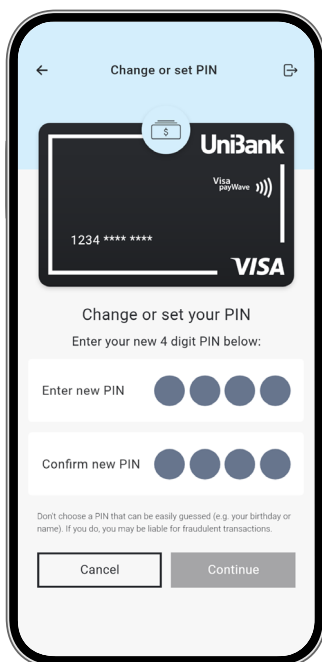 Change or set PIN
$
UniBank
Visa
payWave
1234 **** ****
VISA
Change or set your PIN
Enter your new 4 digit PIN below:
Enter new PIN
Confirm new PIN
Don't choose a PIN that can be easily guessed (e.g. your birthday or
name). If you do, you may be liable for fraudulent transactions.
Cancel Continue